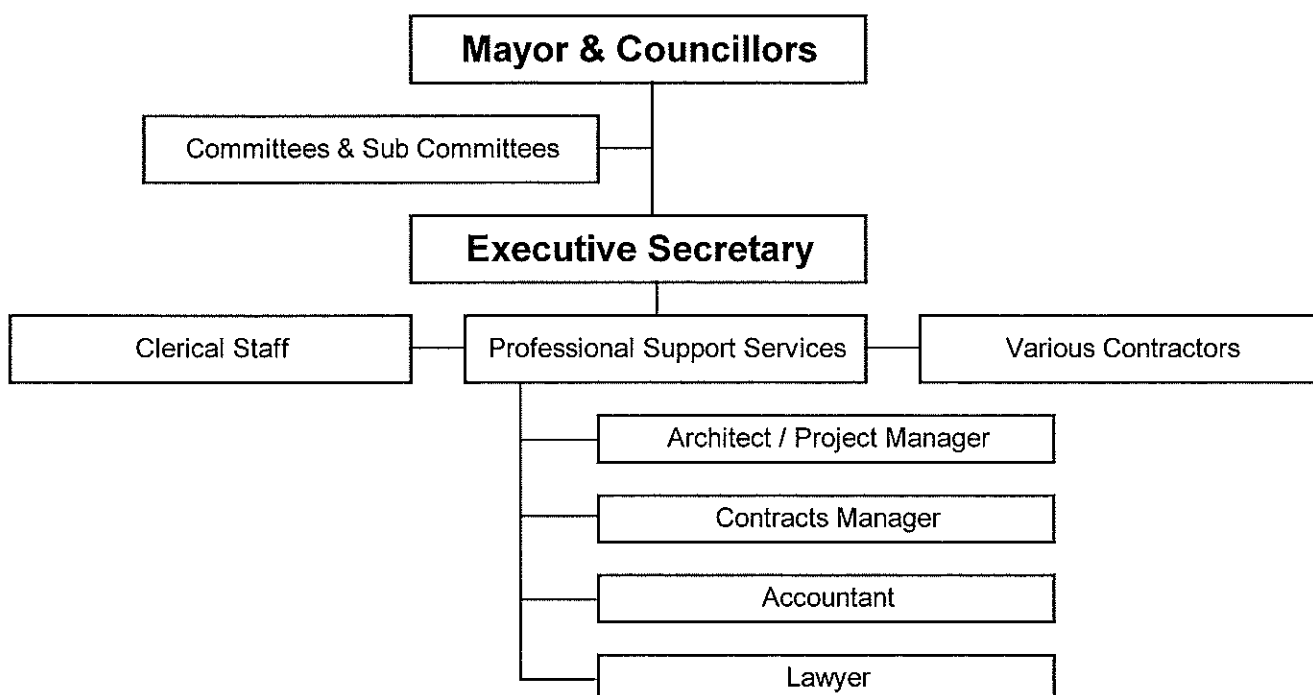 Mayor & Councillors
Committees & Sub Committees
Executive Secretary
Clerical Staff
Professional Support Services
Various Contractors
Architect / Project Manager
Contracts Manager
Accountant
Lawyer